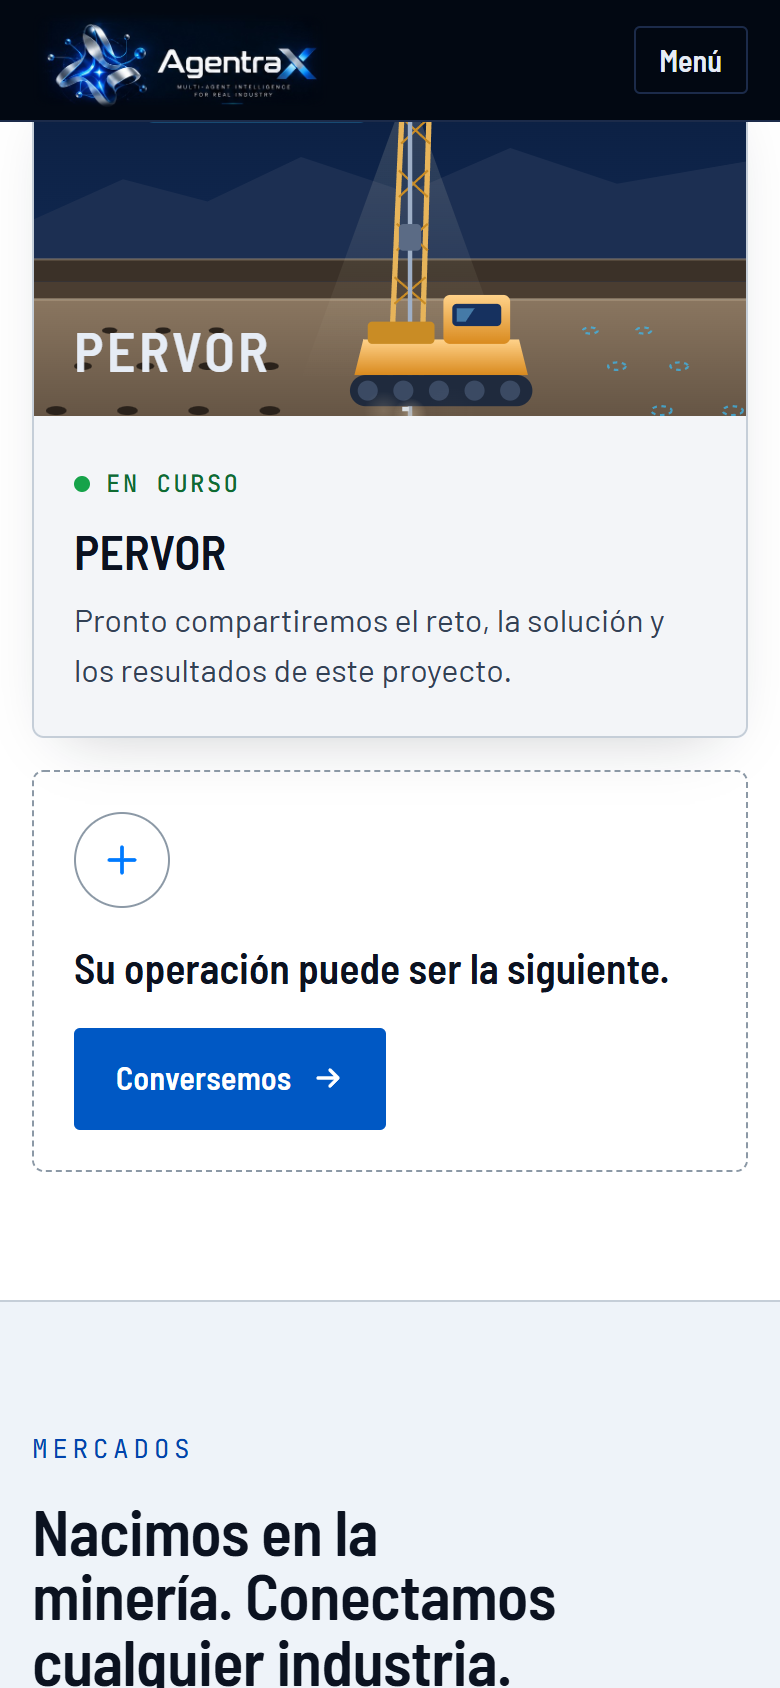 AgentraX
MULTI-AGENT INTELLIGENCE
FOR REAL INDUSTRY
Menú
PERVOR
EN CURSO
PERVOR
Pronto compartiremos el reto, la solución y
los resultados de este proyecto.
Su operación puede ser la siguiente.
Conversemos
MERCADOS
Nacimos en la
minería. Conectamos
cualquier industria.